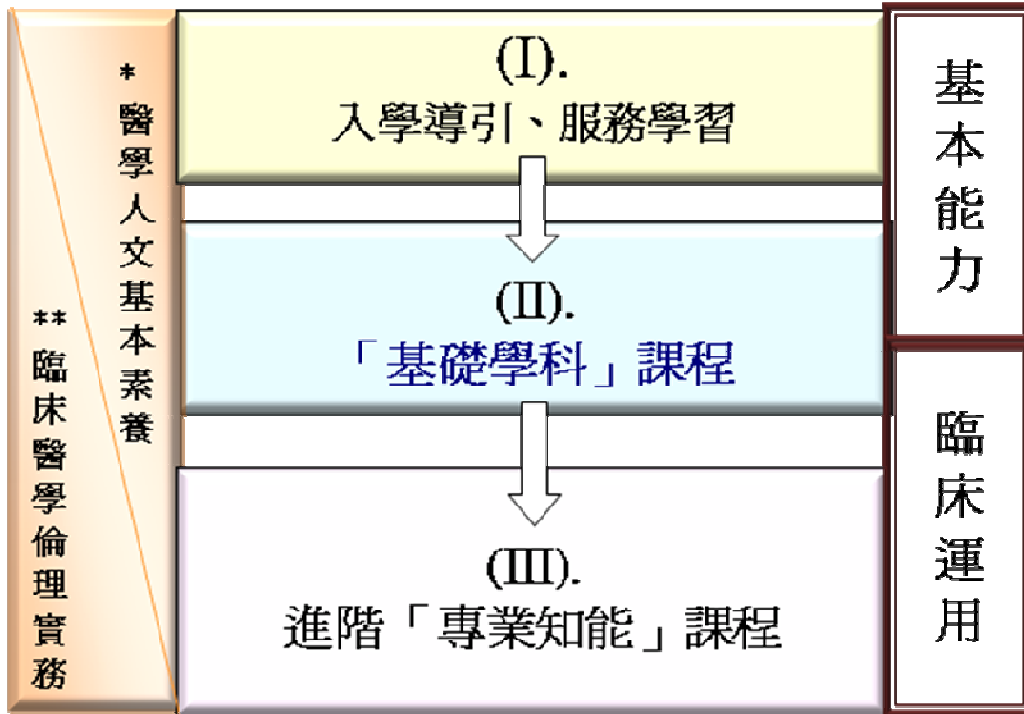 * 醫學人文基本素養
** 臨床醫學倫理實務
(I).
入學導引、服務學習
(II).
「基礎學科」課程
(III).
進階「專業知能」課程
基本能力
臨床運用